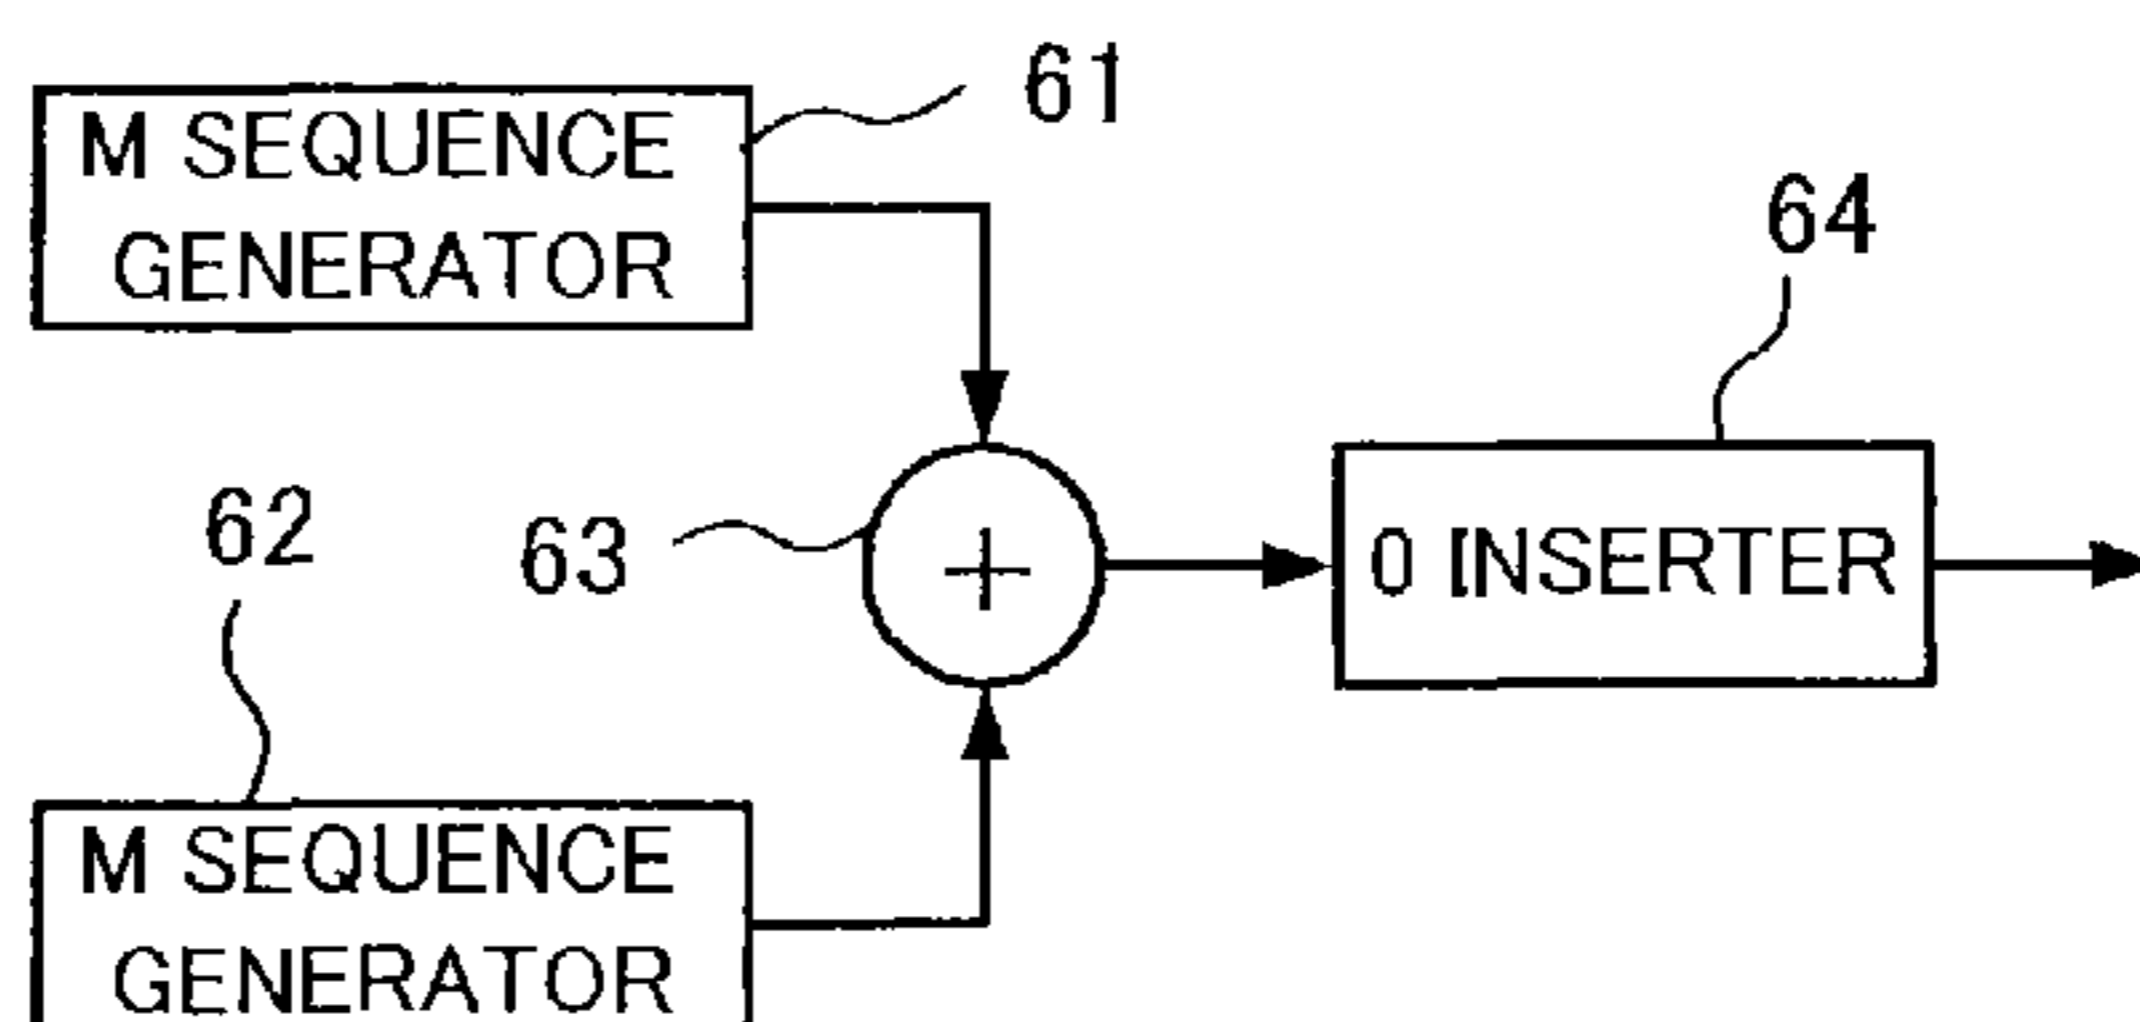 M SEQUENCE
GENERATOR
61
64
62
63
+
0 INSERTER
M SEQUENCE
GENERATOR